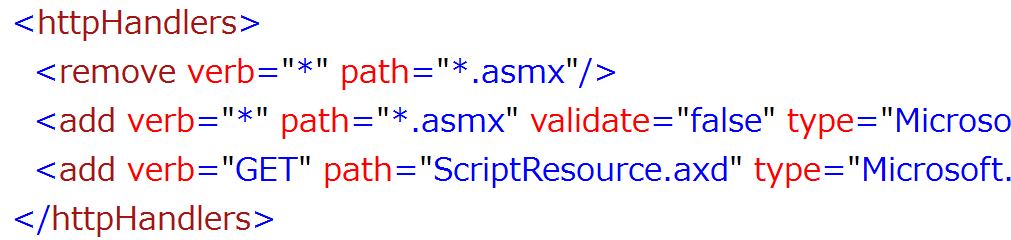 <httpHandlers>
<remove verb="*" path="*.asmx"/>
<add verb="*" path="*.asmx" validate="false" type="Microso
<add verb="GET" path="ScriptResource.axd" type="Microsoft.
</httpHandlers>